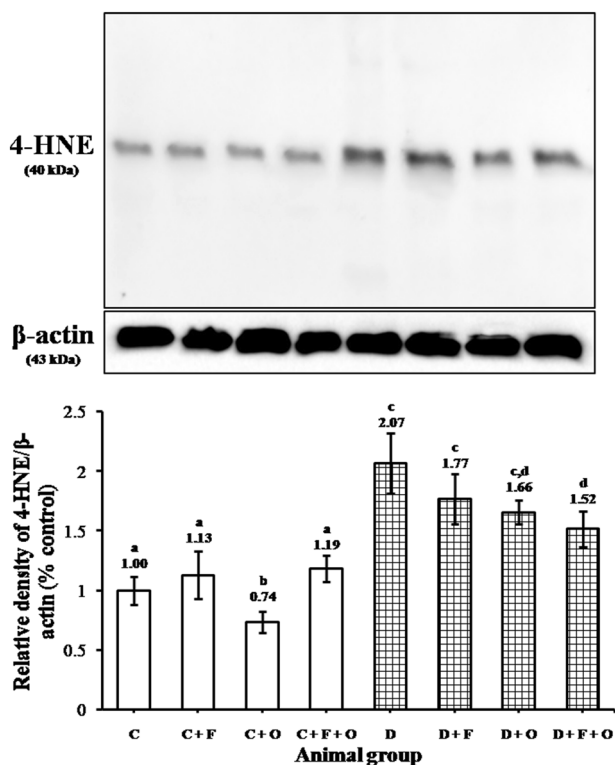 4-HNE
(40 kDa)
β-actin
(43 kDa)
Relative density of 4-HNE/β-
actin (% control)
2.5
2
1.5
1
0.5
0
a
1.00
a
1.13
b
0.74
a
1.19
c
2.07
c
1.77
c,d
1.66
d
1.52
C C+F C+O C+F+O D D+F D+O D+F+O
Animal group